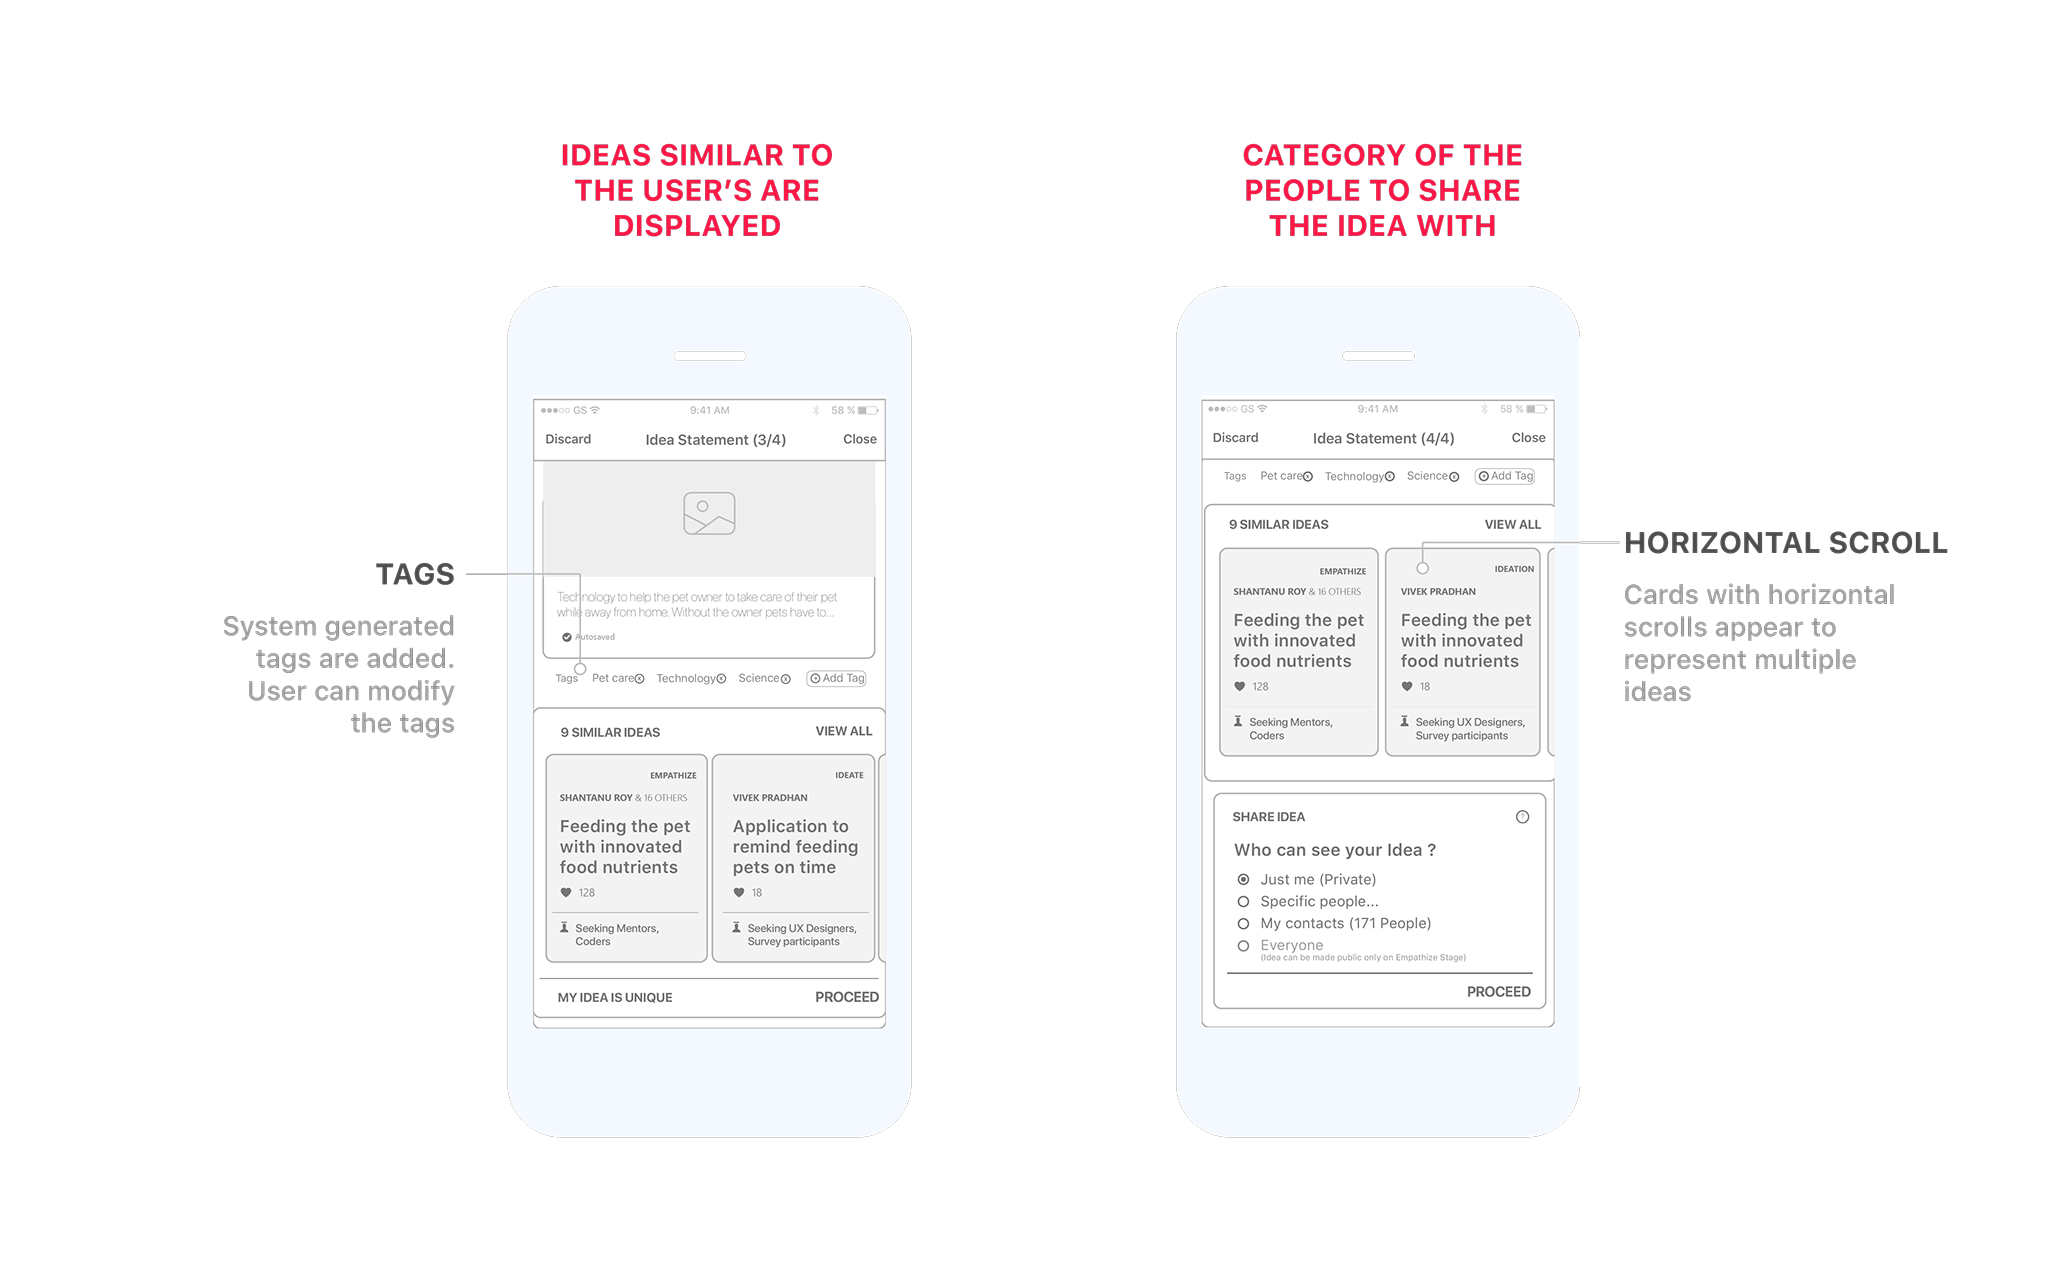 IDEAS SIMILAR TO
THE USER'S ARE
DISPLAYED
CATEGORY OF THE
PEOPLE TO SHARE
THE IDEA WITH
GS 9:41 AM 58 %
Discard Idea Statement (3/4) Close
Technology to help the pet owner to take care of their pet
while away from home. Without the owner pets have to...
Autosaved
Tags Pet care x Technology x Science x + Add Tag
9 SIMILAR IDEAS VIEW ALL
EMPATHIZE
SHANTANU ROY & 16 OTHERS
Feeding the pet
with innovated
food nutrients
128
Seeking Mentors,
Coders
IDEATE
VIVEK PRADHAN
Application to
remind feeding
pets on time
18
Seeking UX Designers,
Survey participants
MY IDEA IS UNIQUE PROCEED
TAGS
System generated
tags are added.
User can modify
the tags
GS 9:41 AM 58 %
Discard Idea Statement (4/4) Close
Tags Pet care x Technology x Science x + Add Tag
9 SIMILAR IDEAS VIEW ALL
EMPATHIZE
SHANTANU ROY & 16 OTHERS
Feeding the pet
with innovated
food nutrients
128
Seeking Mentors,
Coders
IDEATION
VIVEK PRADHAN
Feeding the pet
with innovated
food nutrients
18
Seeking UX Designers,
Survey participants
SHARE IDEA ?
Who can see your Idea ?
Just me (Private)
Specific people...
My contacts (171 People)
Everyone
(Idea can be made public only on Empathize Stage)
PROCEED
HORIZONTAL SCROLL
Cards with horizontal
scrolls appear to
represent multiple
ideas